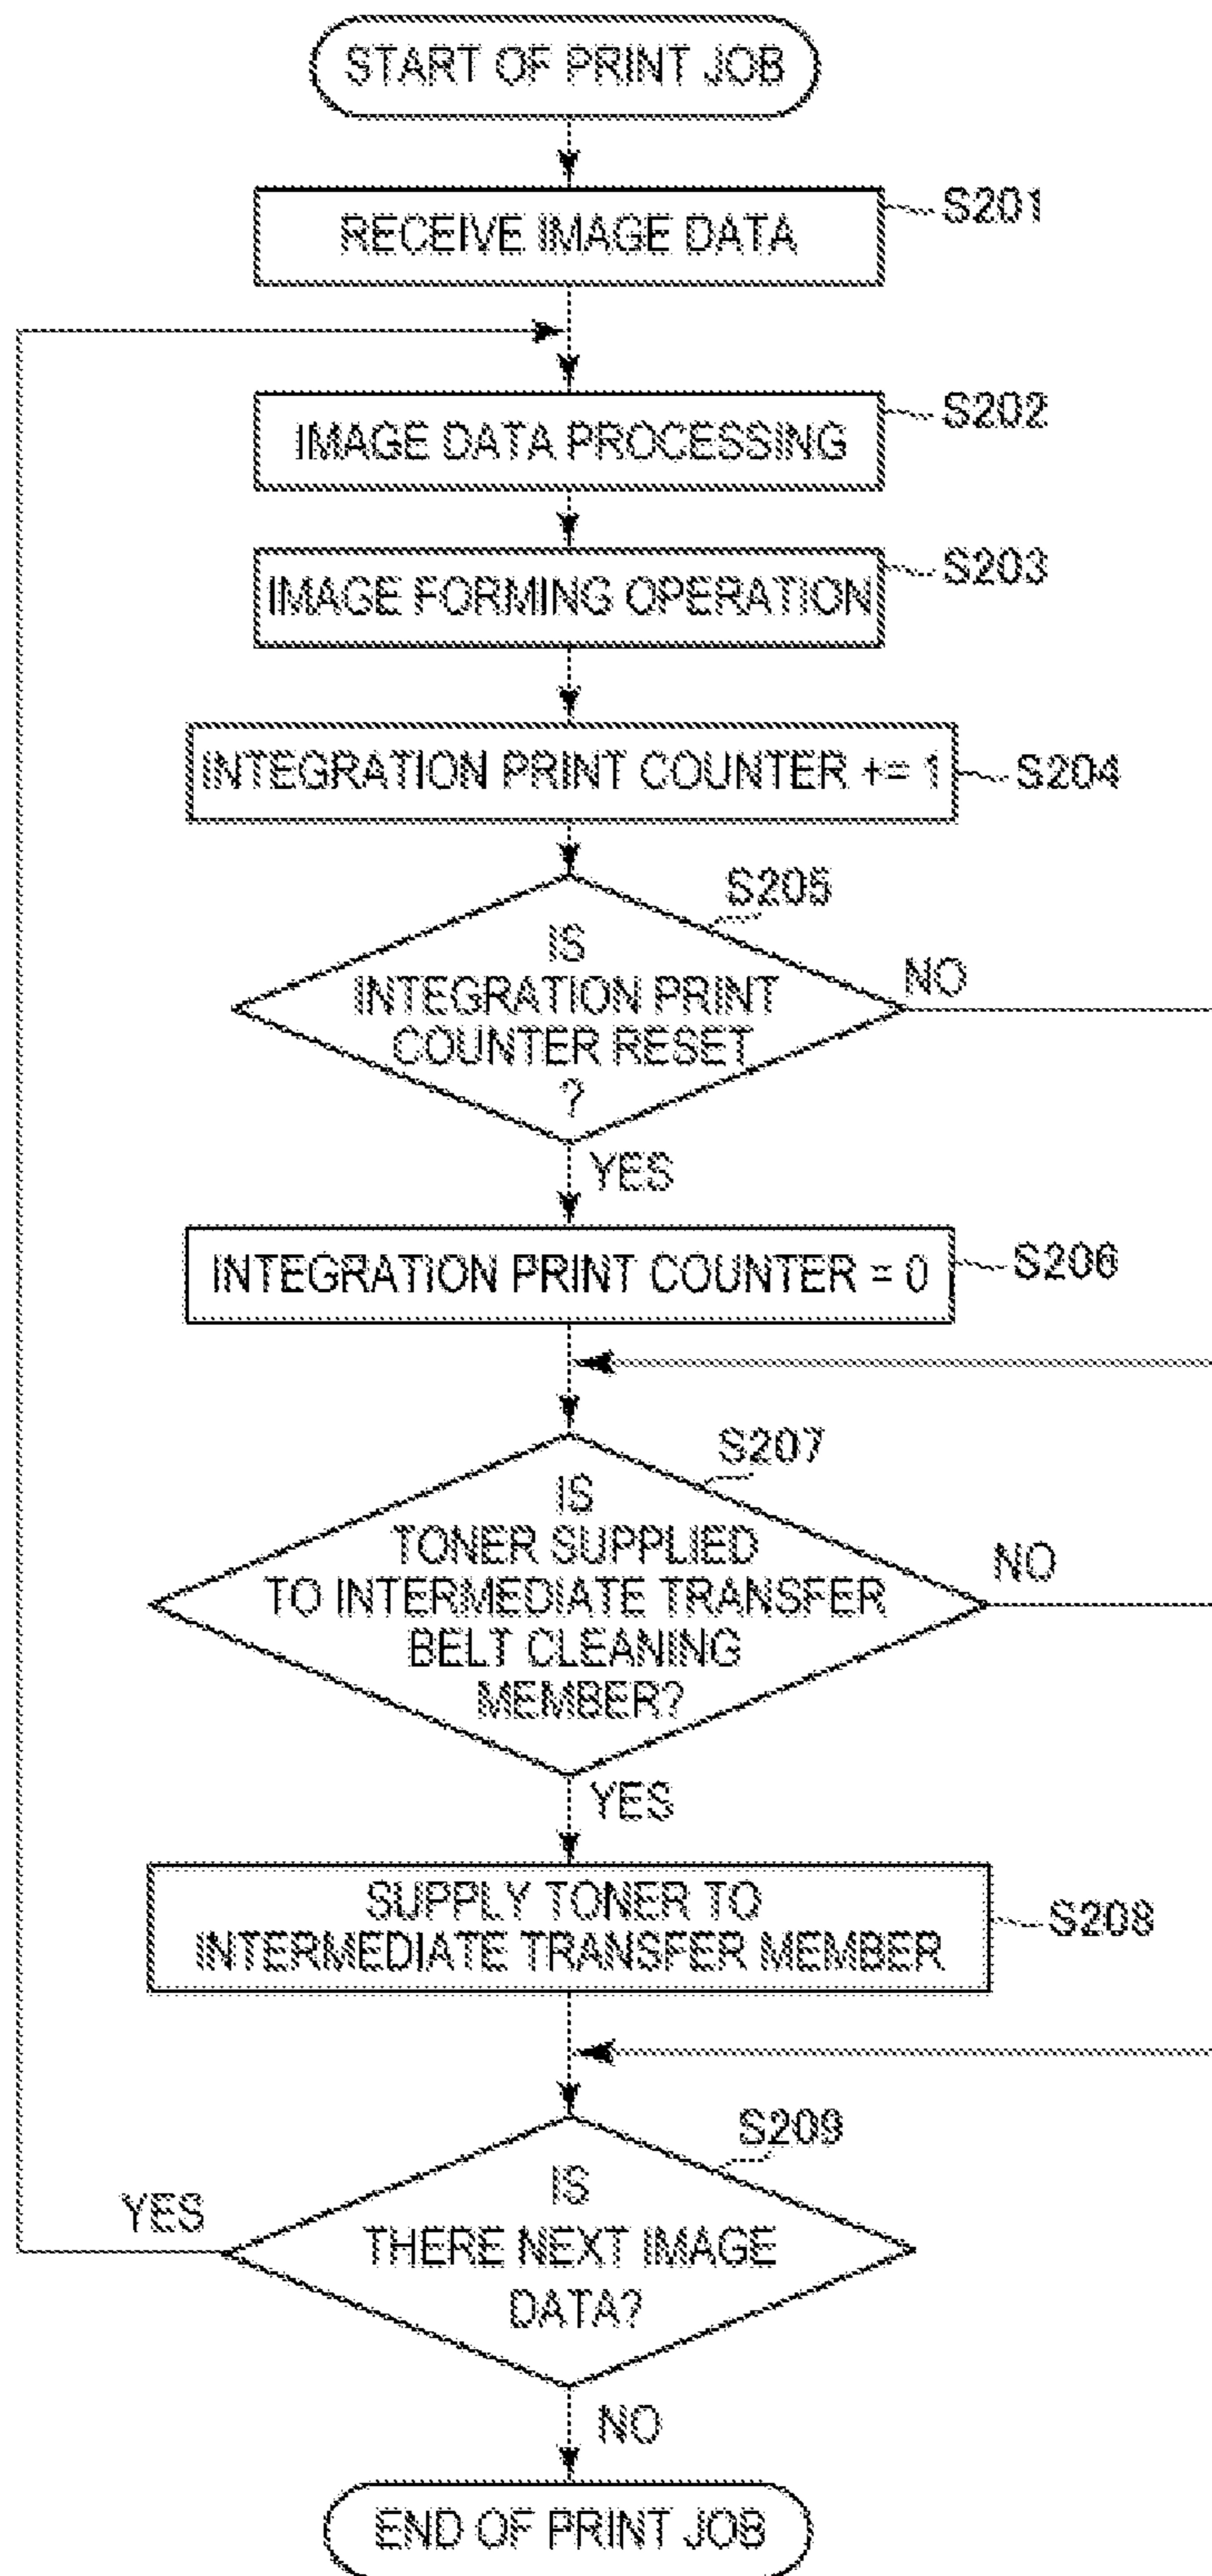 START OF PRINT JOB
RECEIVE IMAGE DATA
S201
IMAGE DATA PROCESSING
S202
IMAGE FORMING OPERATION
S203
INTEGRATION PRINT COUNTER += 1
S204
S205
IS
INTEGRATION PRINT
COUNTER RESET
?
NO
YES
INTEGRATION PRINT COUNTER = 0
S206
S207
IS
TONER SUPPLIED
TO INTERMEDIATE TRANSFER
BELT CLEANING
MEMBER?
NO
YES
SUPPLY TONER TO
INTERMEDIATE TRANSFER MEMBER
S208
S209
IS
THERE NEXT IMAGE
DATA?
YES
NO
END OF PRINT JOB